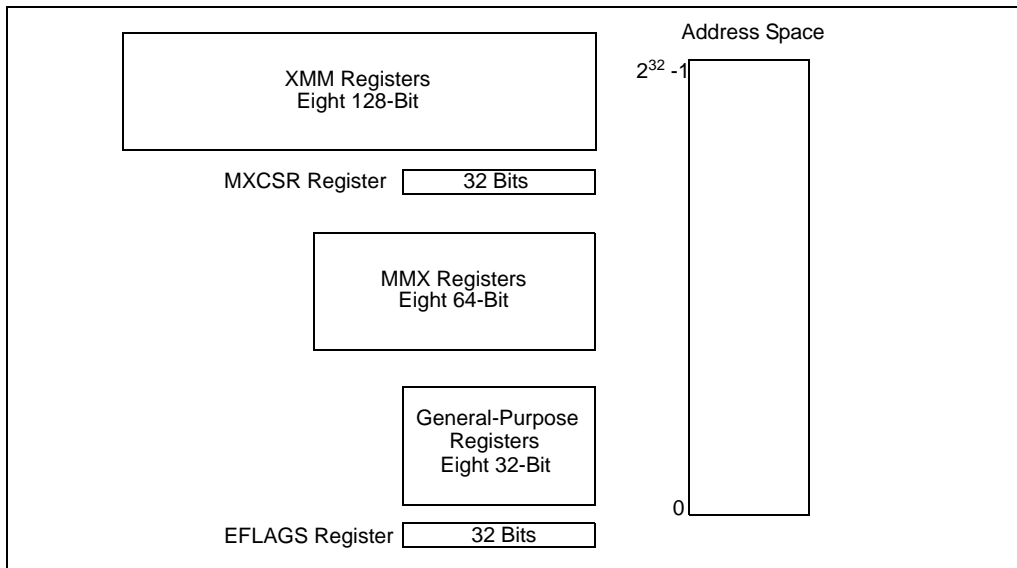 Address Space
2³² -1
XMM Registers
Eight 128-Bit
MXCSR Register
32 Bits
MMX Registers
Eight 64-Bit
General-Purpose
Registers
Eight 32-Bit
0
EFLAGS Register
32 Bits